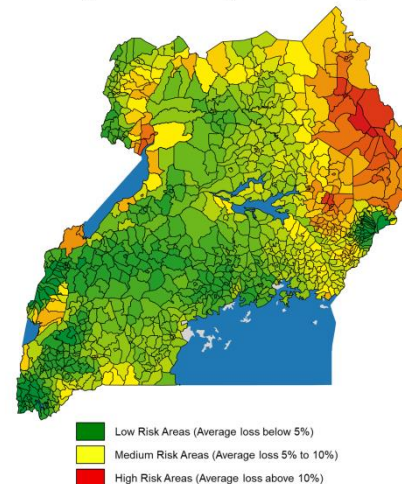 Low Risk Areas (Average loss below 5%)
Medium Risk Areas (Average loss 5% to 10%)
High Risk Areas (Average loss above 10%)